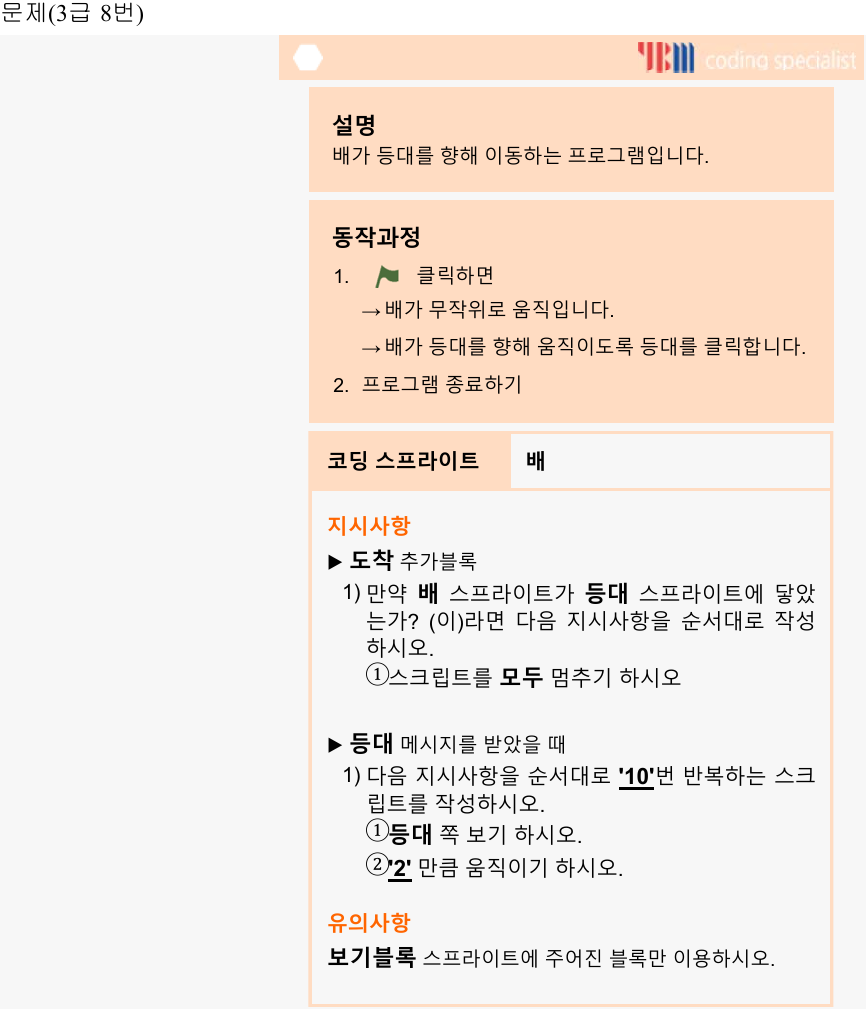 문제(3급 8번)
YBM coding specialist
설명
배가 등대를 향해 이동하는 프로그램입니다.
동작과정
1. 클릭하면
→배가 무작위로 움직입니다.
→배가 등대를 향해 움직이도록 등대를 클릭합니다.
2. 프로그램 종료하기
코딩 스프라이트 배
지시사항
▶ 도착 추가블록
1) 만약 배 스프라이트가 등대 스프라이트에 닿았
는가? (이)라면 다음 지시사항을 순서대로 작성
하시오.
①스크립트를 모두 멈추기 하시오
▶ 등대 메시지를 받았을 때
1) 다음 지시사항을 순서대로 '10'번 반복하는 스크
립트를 작성하시오.
①등대 쪽 보기 하시오.
②'2' 만큼 움직이기 하시오.
유의사항
보기블록 스프라이트에 주어진 블록만 이용하시오.